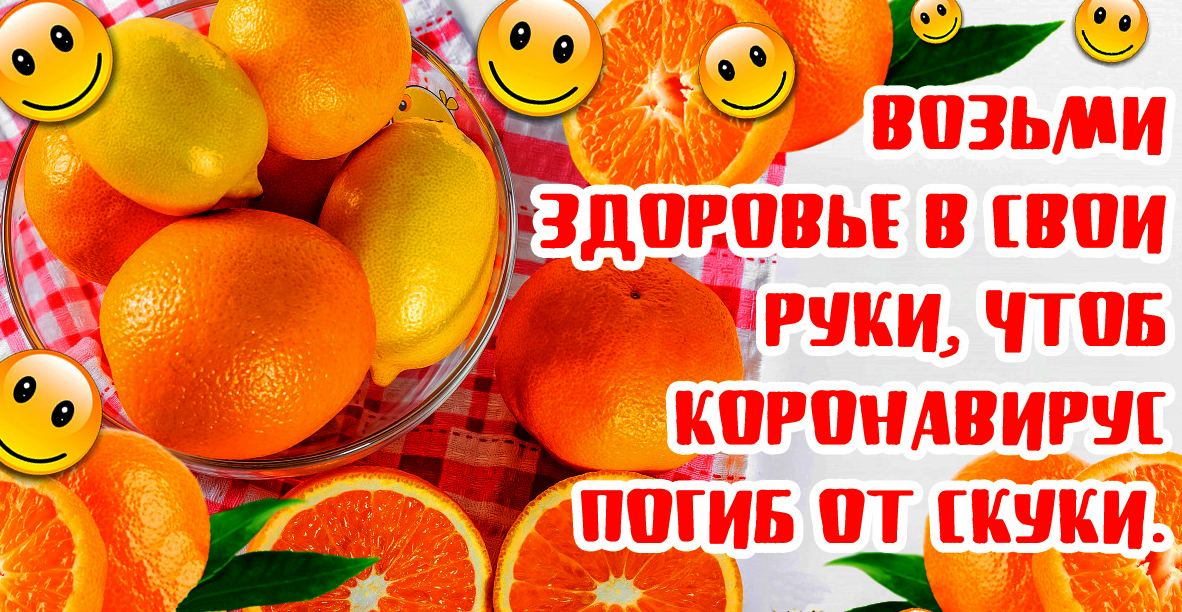 ВОЗЬМИ
ЗДОРОВЬЕ В СВОИ
РУКИ, ЧТОБ
КОРОНАВИРУС
ПОГИБ ОТ СКУКИ.